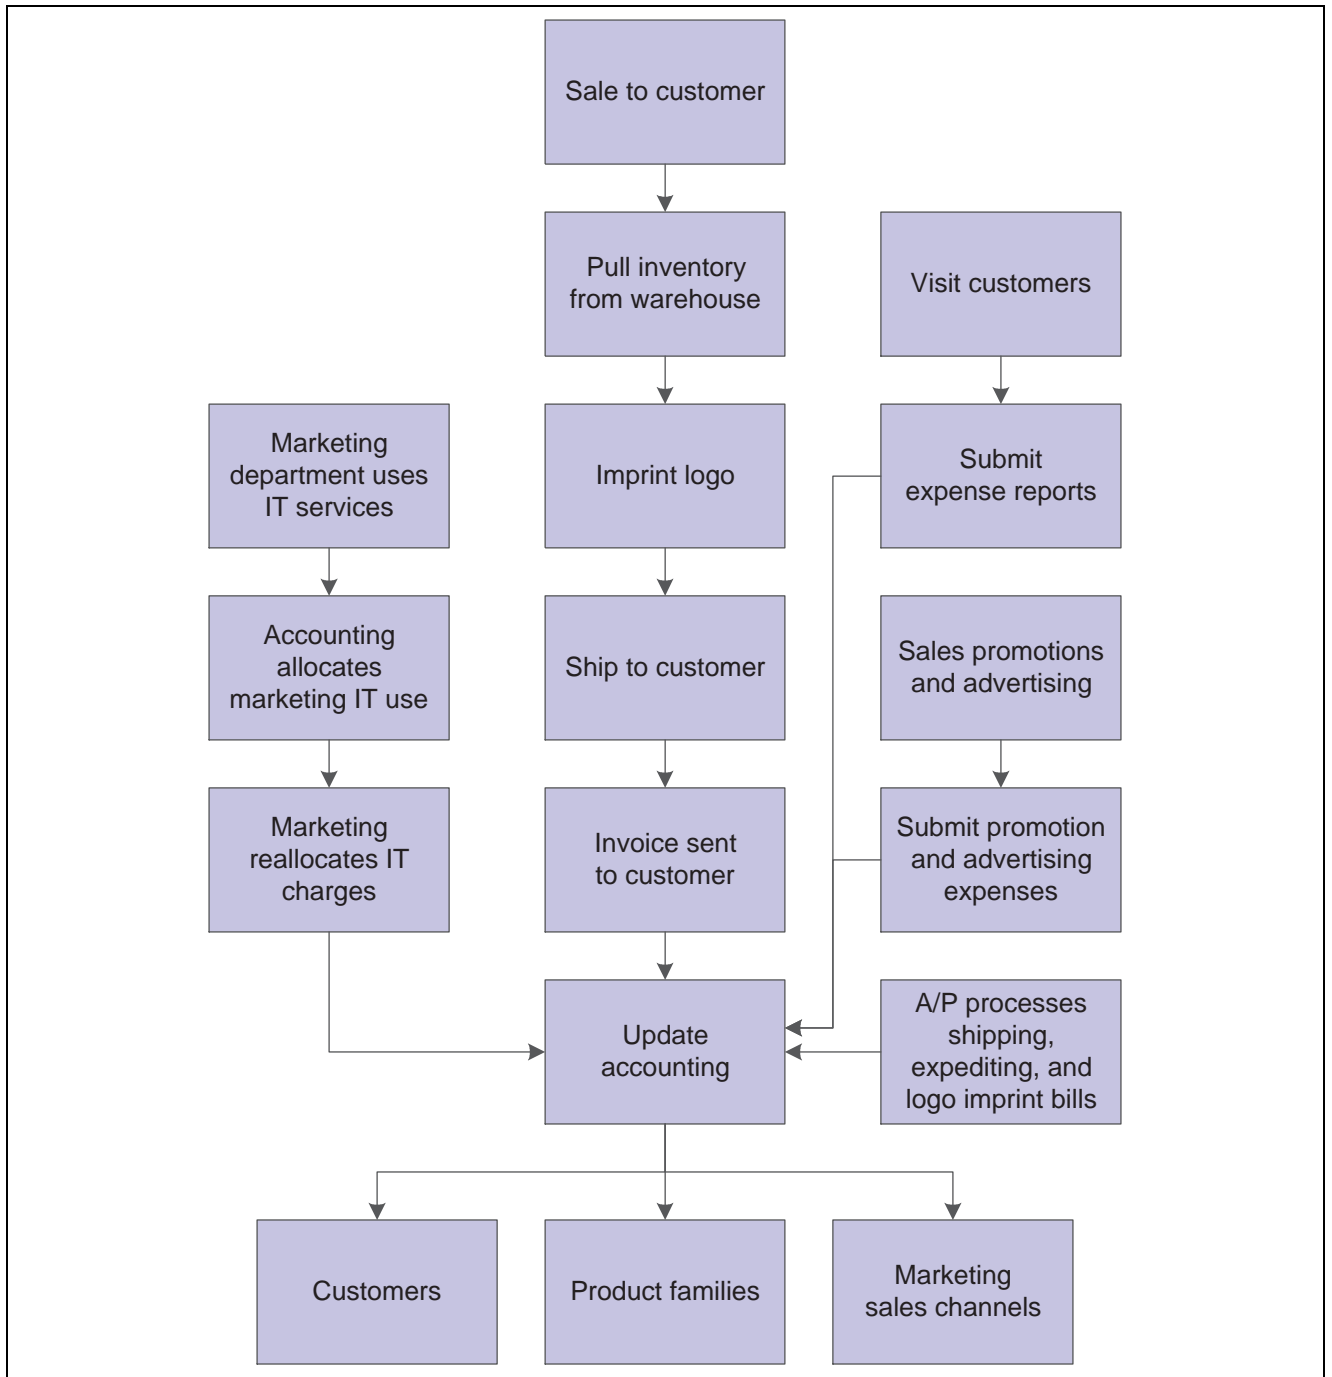 Sale to customer
Pull inventory
from warehouse
Visit customers
Marketing
department uses
IT services
Imprint logo
Submit
expense reports
Accounting
allocates
marketing IT use
Ship to customer
Sales promotions
and advertising
Marketing
reallocates IT
charges
Invoice sent
to customer
Submit promotion
and advertising
expenses
Update
accounting
A/P processes
shipping,
expediting, and
logo imprint bills
Customers
Product families
Marketing
sales channels